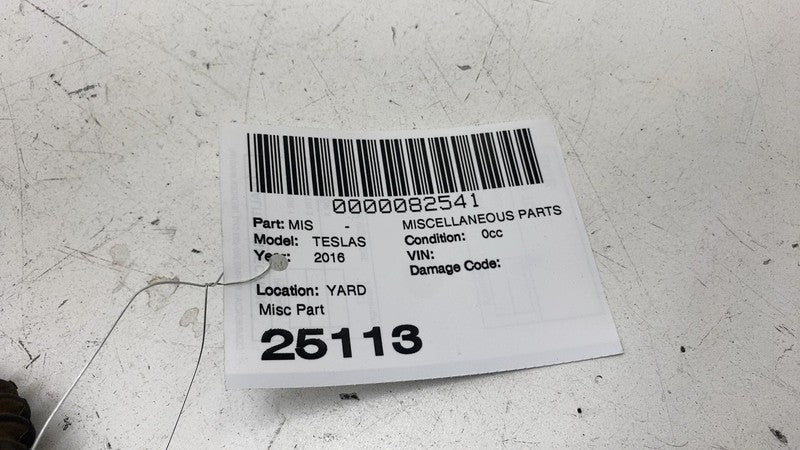 0000082541
Part: MIS - MISCELLANEOUS PARTS
Model: TESLAS Condition: 0cc
Year: 2016 VIN:
Damage Code:
Location: YARD
Misc Part
25113